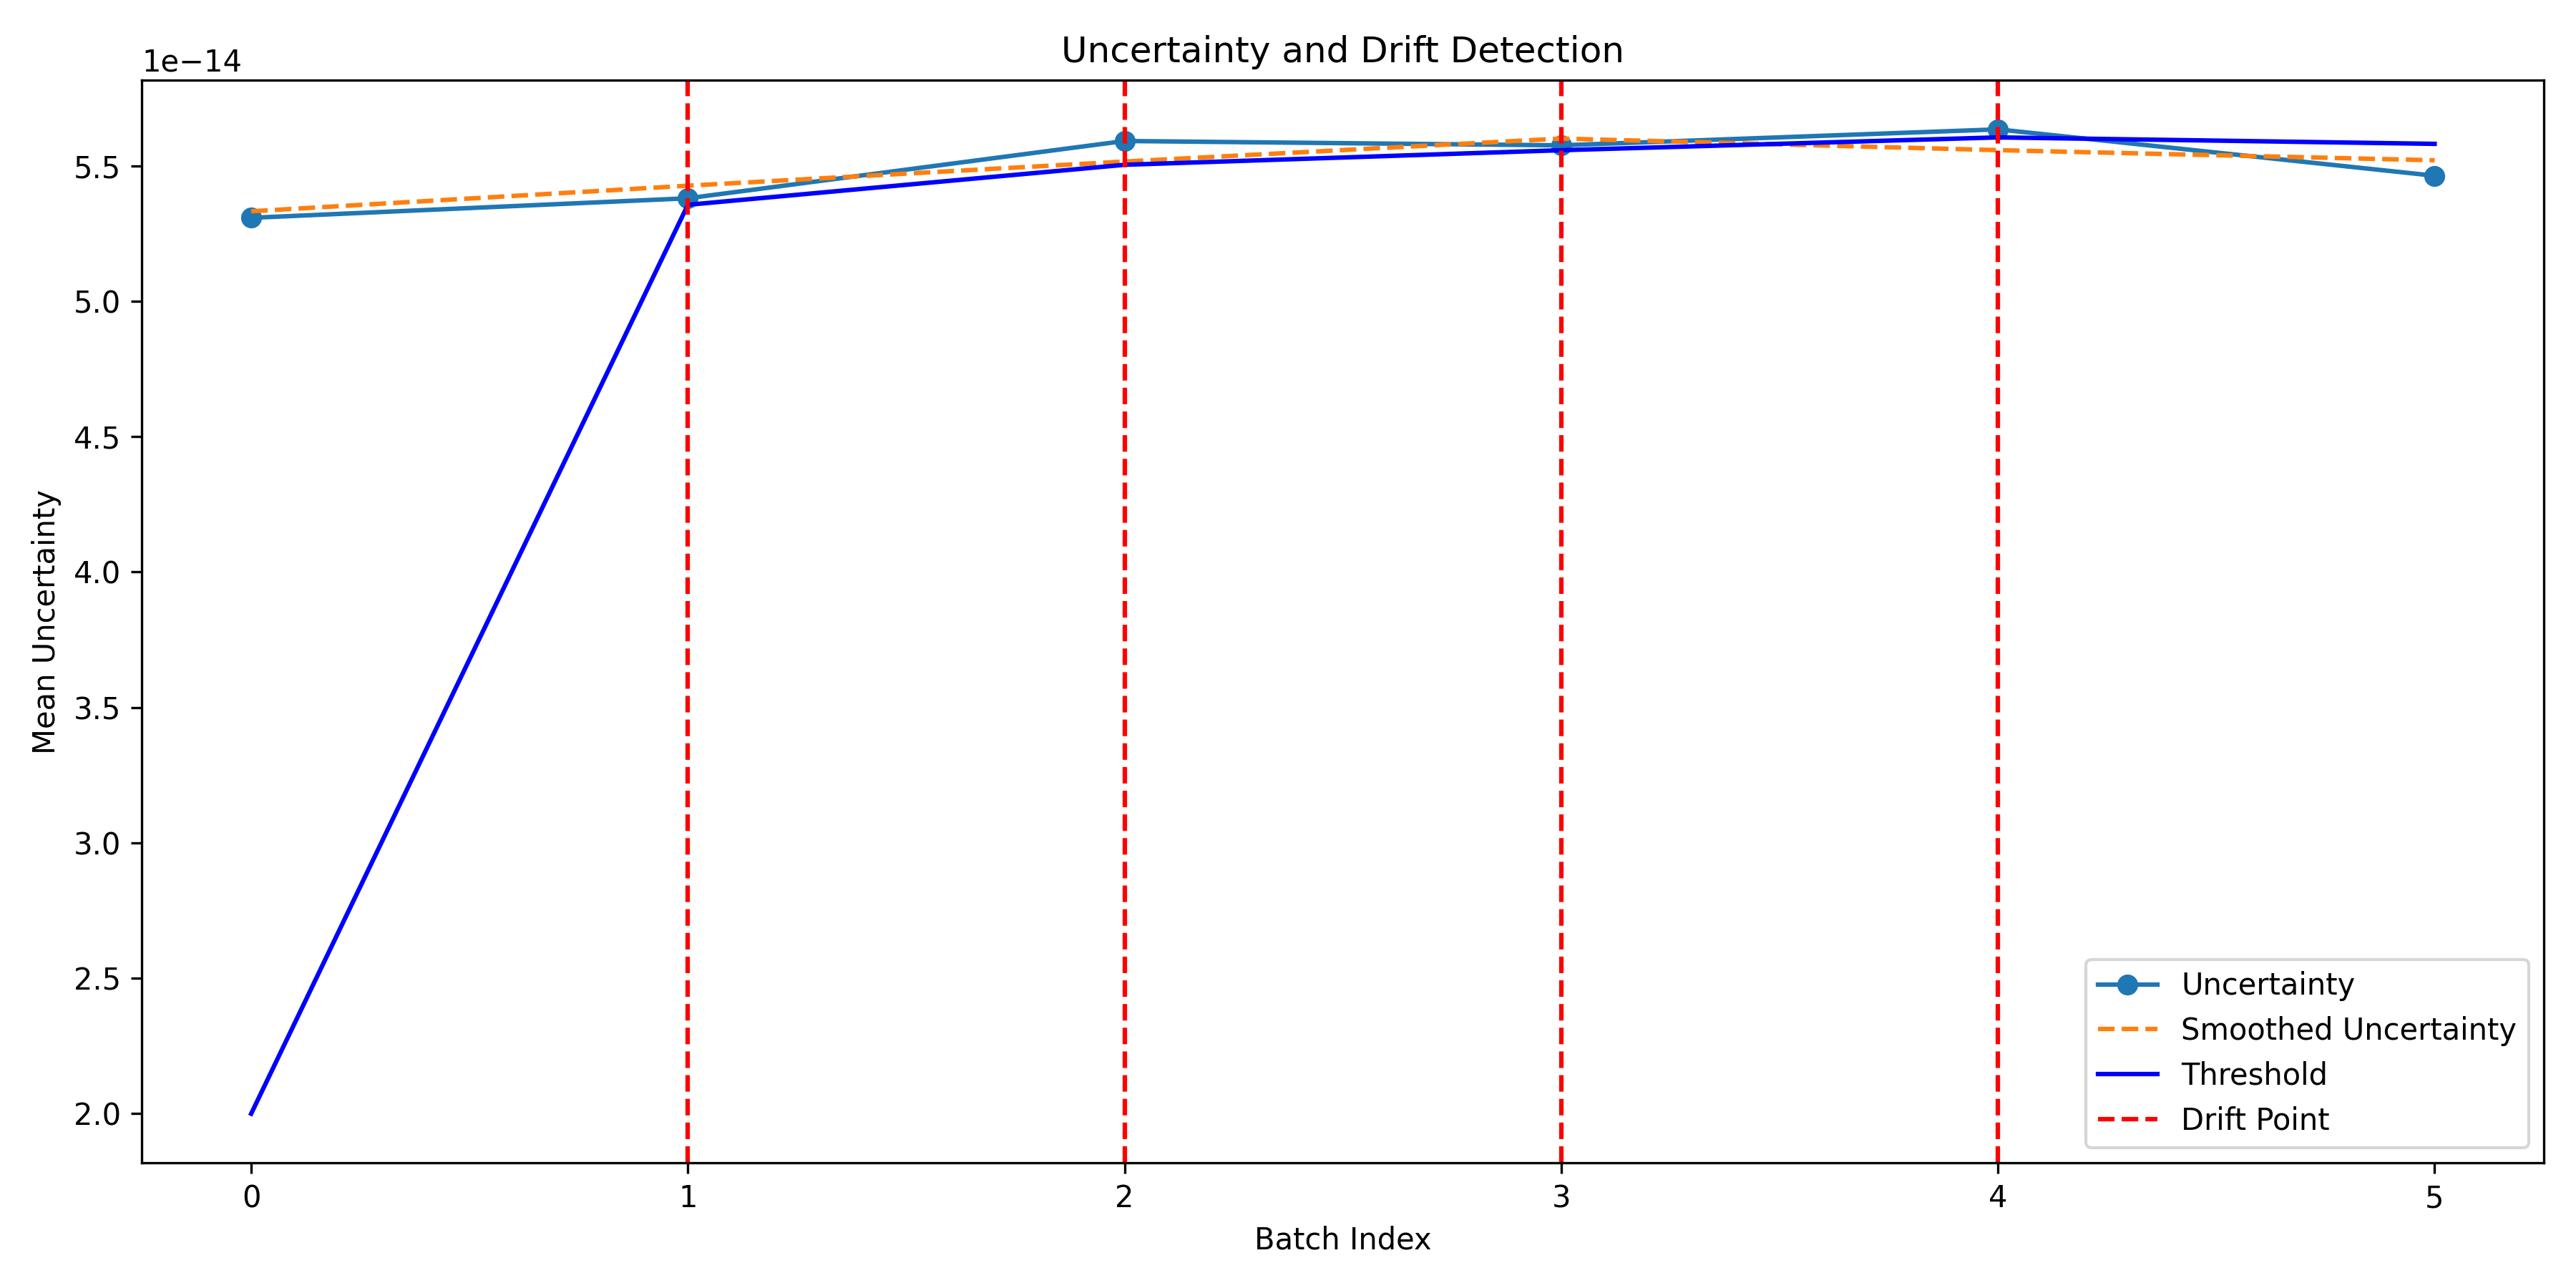 Uncertainty and Drift Detection
1e−14
5.5
5.0
4.5
4.0
3.5
3.0
2.5
2.0
Mean Uncertainty
0 1 2 3 4 5
Batch Index
Uncertainty
Smoothed Uncertainty
Threshold
Drift Point